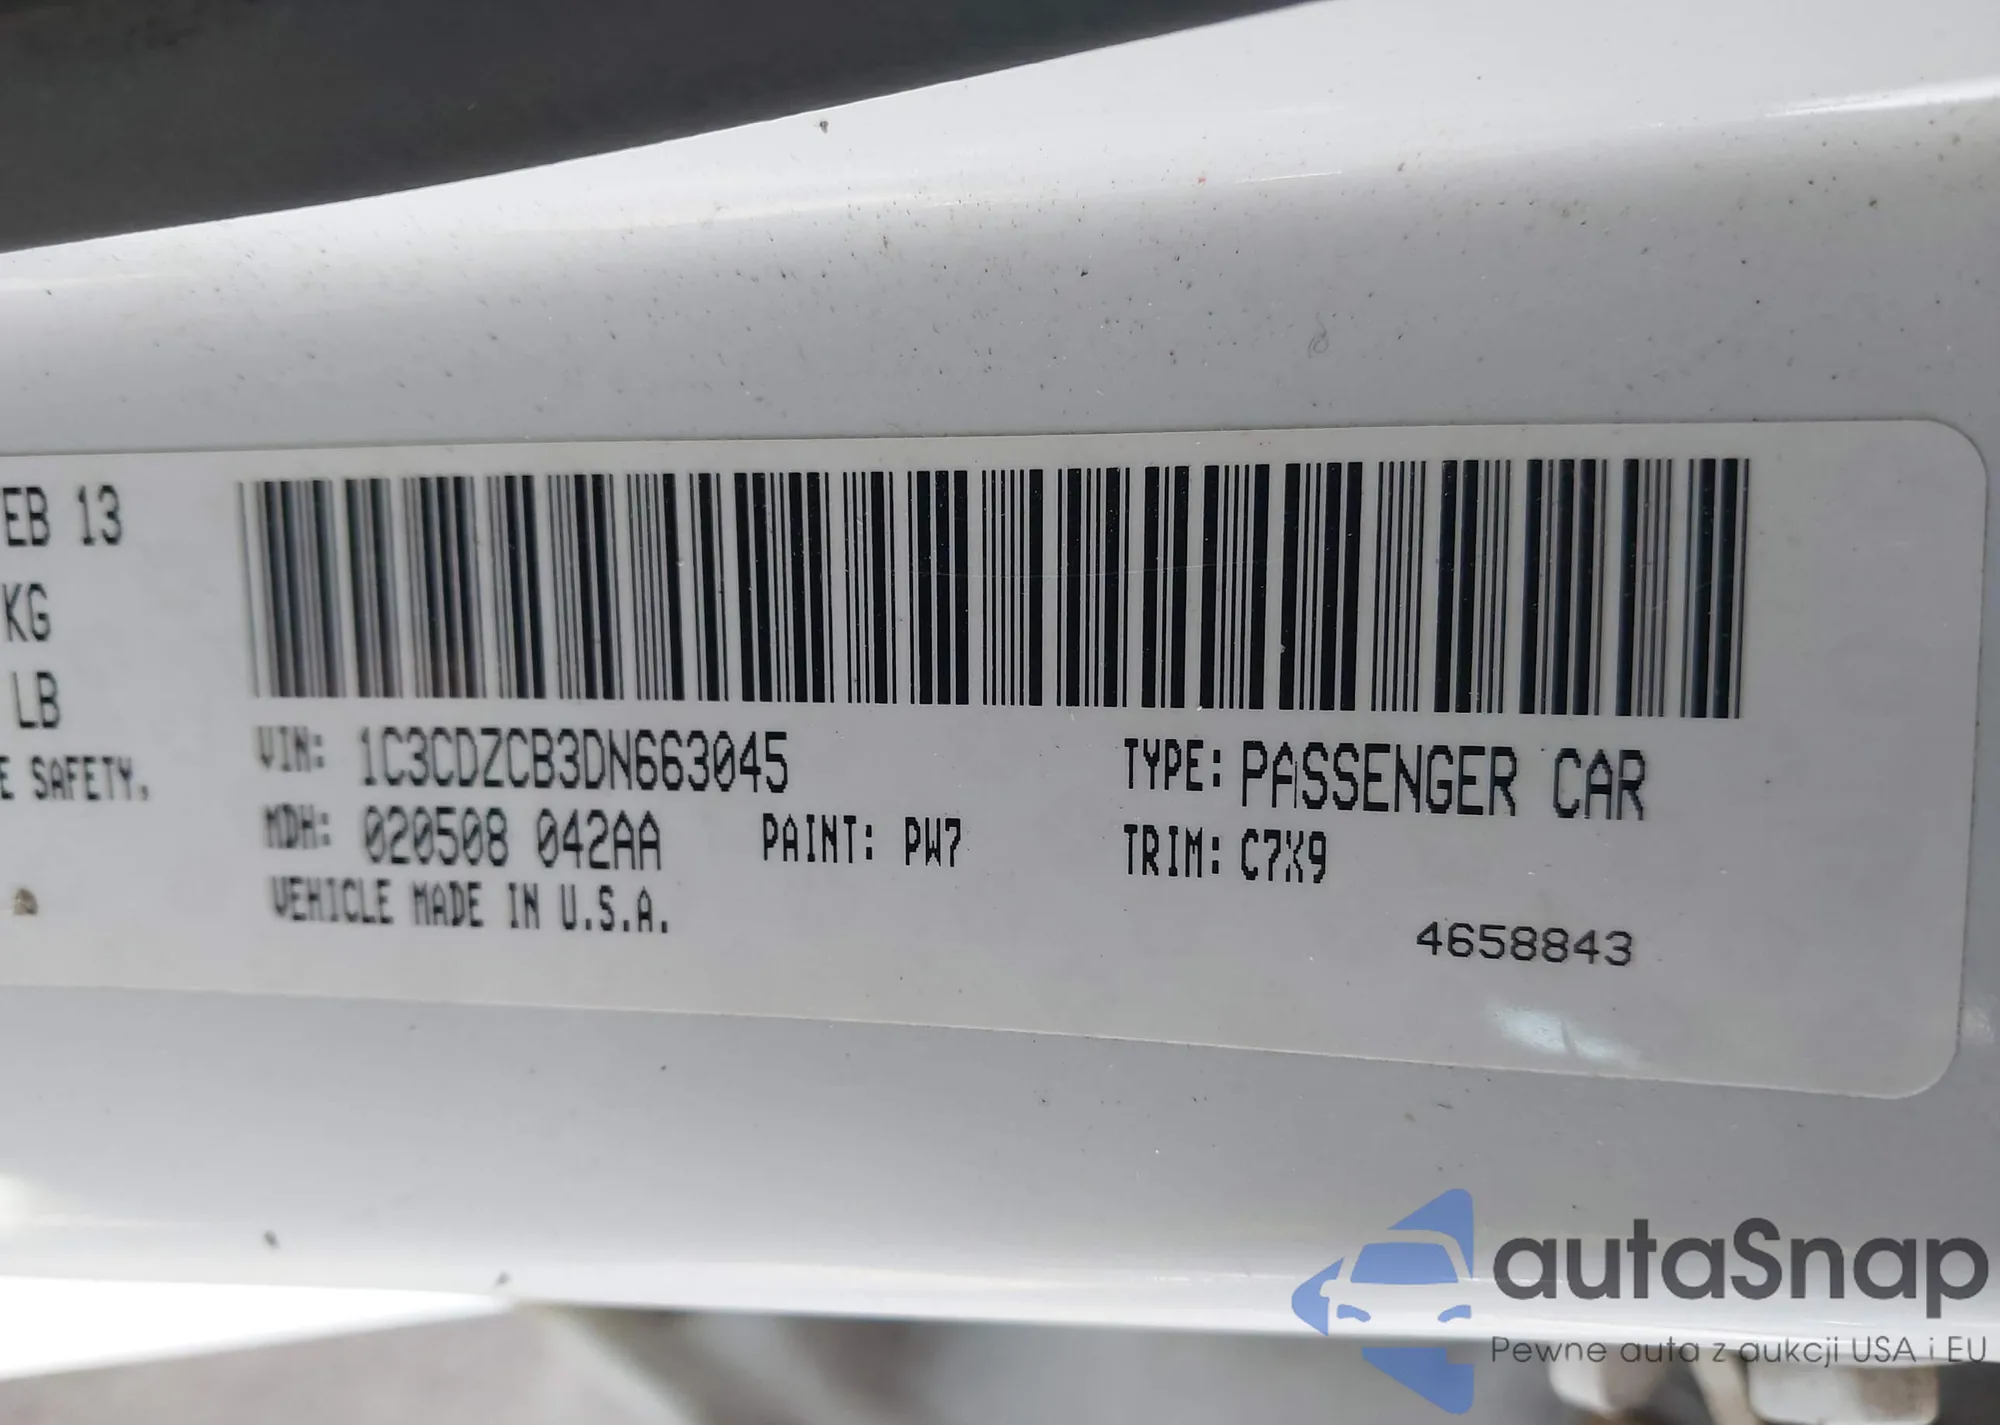 EB 13
KG
LB
E SAFETY.
VIN: 1C3CDZCB3DN663045
TYPE: PASSENGER CAR
MDH: 020508 042AA
PAINT: PW7
TRIM: C7X9
VEHICLE MADE IN U.S.A.
4658843
autaSnap
Pewne auta z aukcji USA i EU